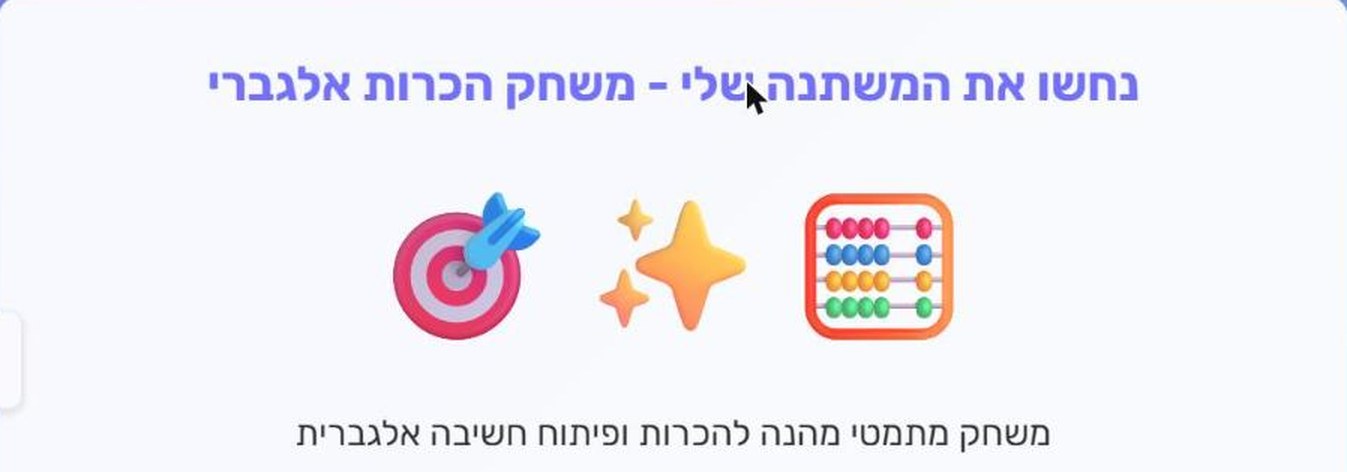 נחשו את המשתנה שלי - משחק הכרות אלגברי
משחק מתמטי מהנה להכרות ופיתוח חשיבה אלגברית